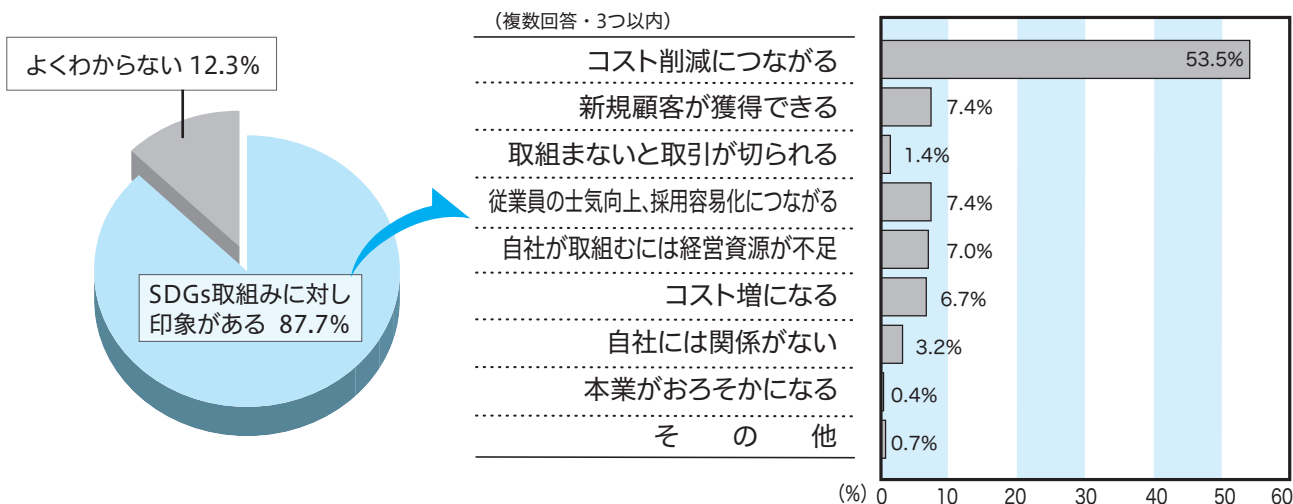 よくわからない 12.3%
SDGs取組みに対し
印象がある 87.7%
（複数回答・3つ以内）
コスト削減につながる 53.5%
新規顧客が獲得できる 7.4%
取組まないと取引が切られる 1.4%
従業員の士気向上、採用容易化につながる 7.4%
自社が取組むには経営資源が不足 7.0%
コスト増になる 6.7%
自社には関係がない 3.2%
本業がおろそかになる 0.4%
そ の 他 0.7%
(%) 0 10 20 30 40 50 60